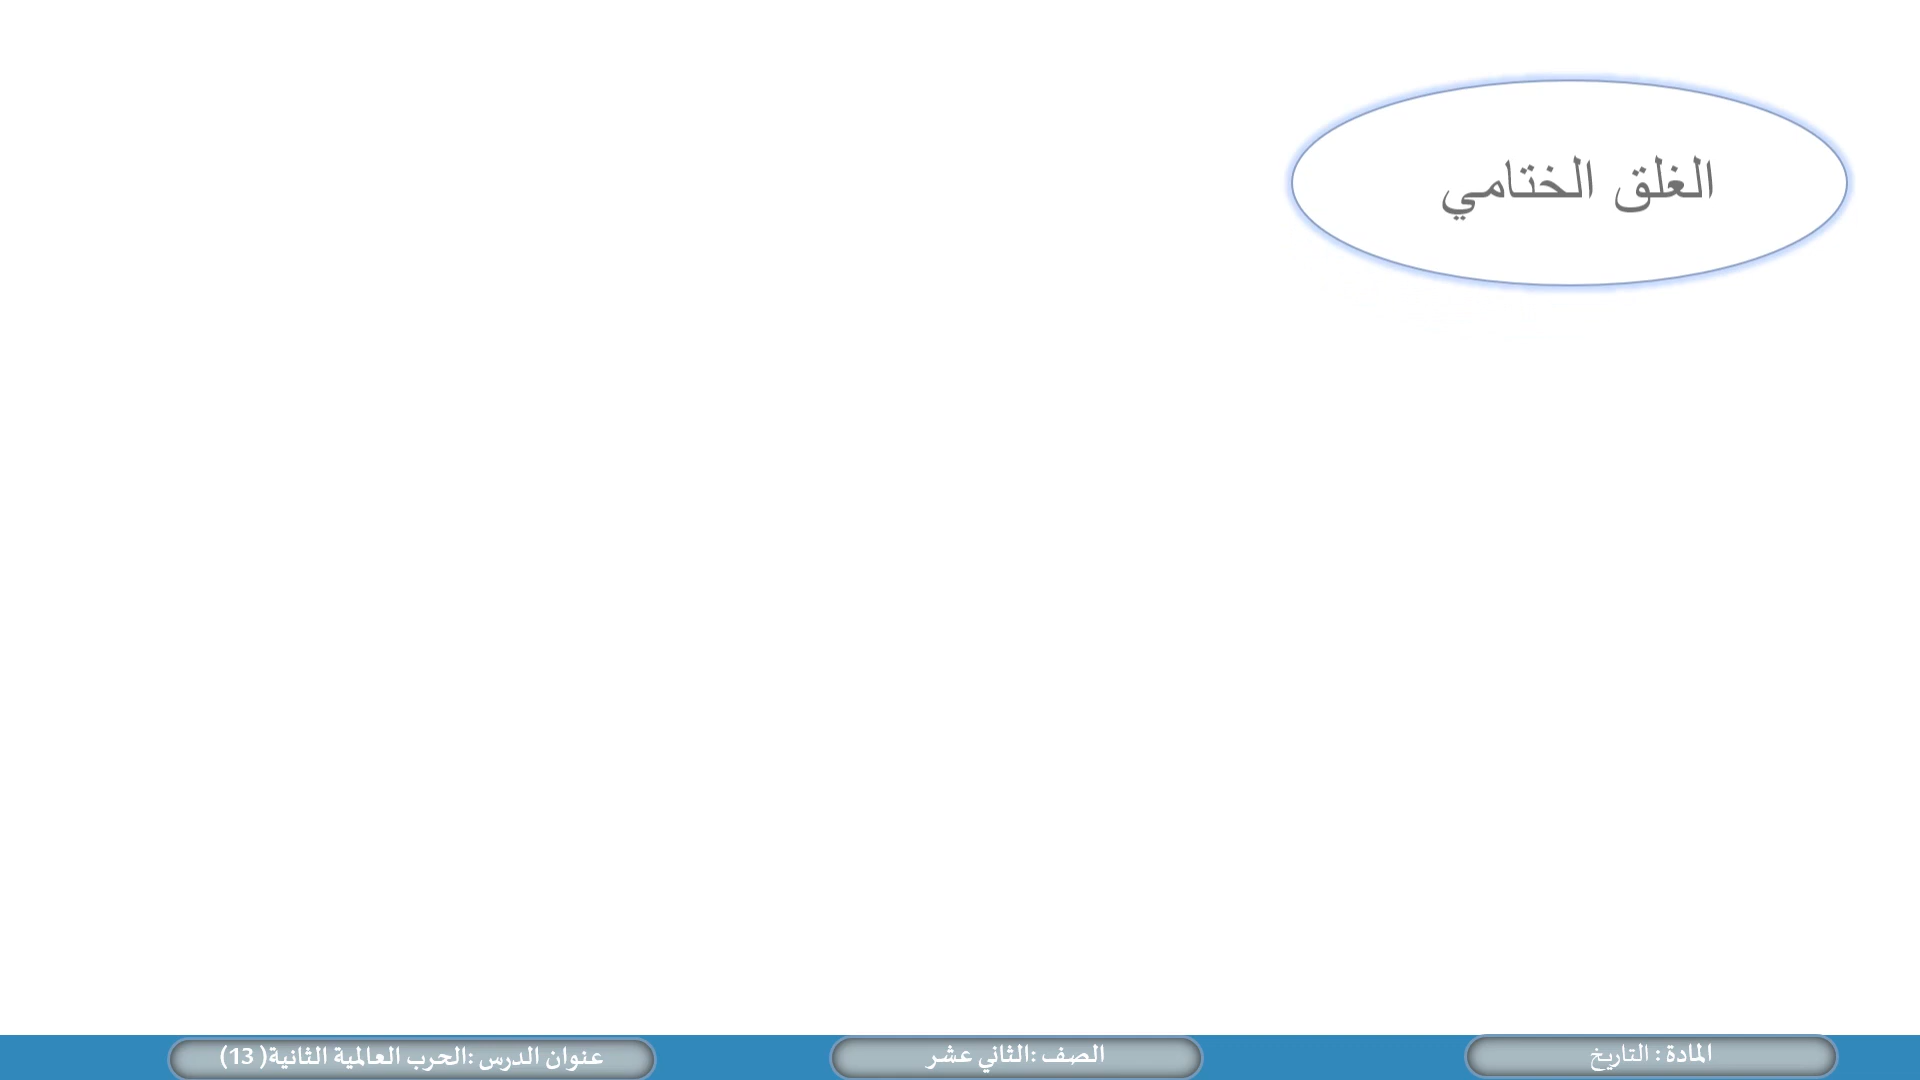 الغلق الختامي
المادة : التاريخ
الصف :الثاني عشر
عنوان الدرس :الحرب العالمية الثانية( 13)